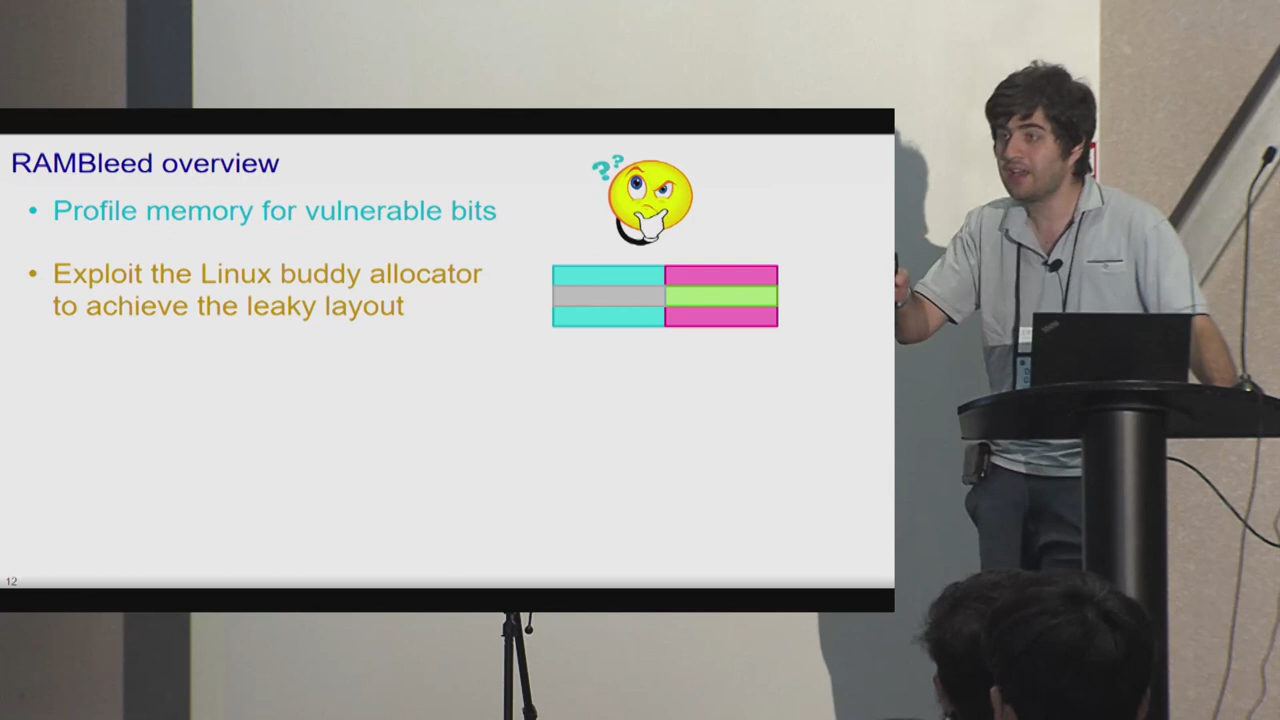 RAMBleed overview
• Profile memory for vulnerable bits
• Exploit the Linux buddy allocator
to achieve the leaky layout
12